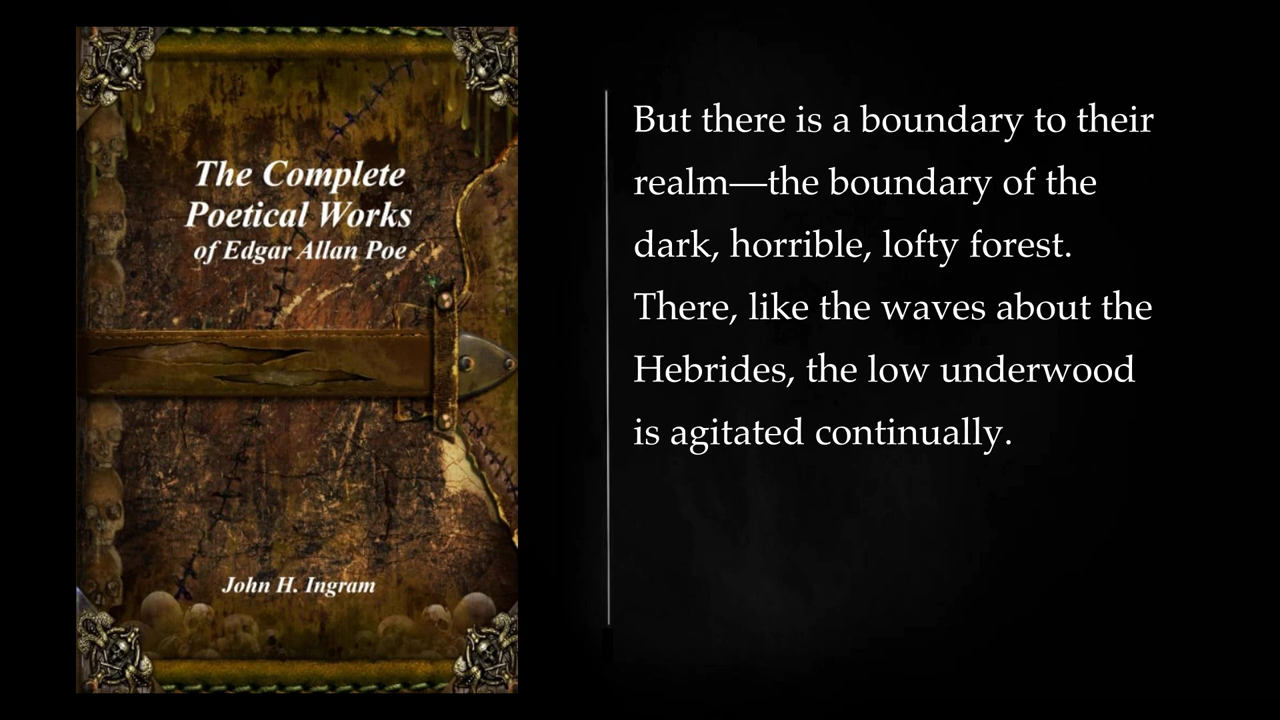 The Complete
Poetical Works
of Edgar Allan Poe
John H. Ingram
But there is a boundary to their
realm—the boundary of the
dark, horrible, lofty forest.
There, like the waves about the
Hebrides, the low underwood
is agitated continually.